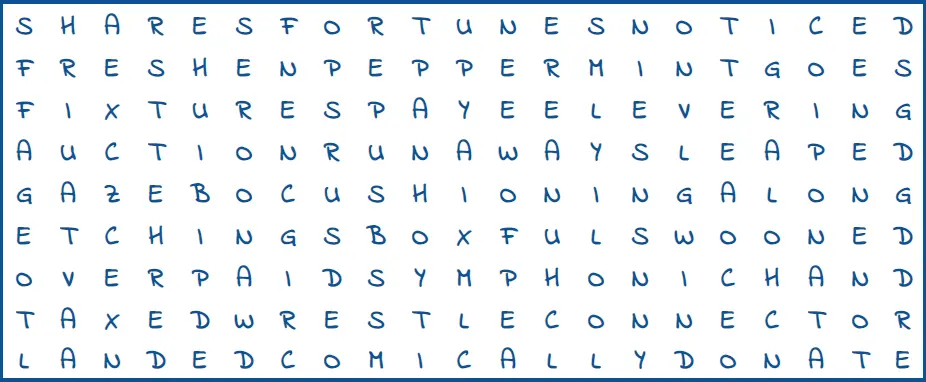 S H A R E S F O R T U N E S N O T I C E D
F R E S H E N P E P P E R M I N T G O E S
F I X T U R E S P A Y E E L E V E R I N G
A U C T I O N R U N A W A Y S L E A P E D
G A Z E B O C U S H I O N I N G A L O N G
E T C H I N G S B O X F U L S W O O N E D
O V E R P A I D S Y M P H O N I C H A N D
T A X E D W R E S T L E C O N N E C T O R
L A N D E D C O M I C A L L Y D O N A T E